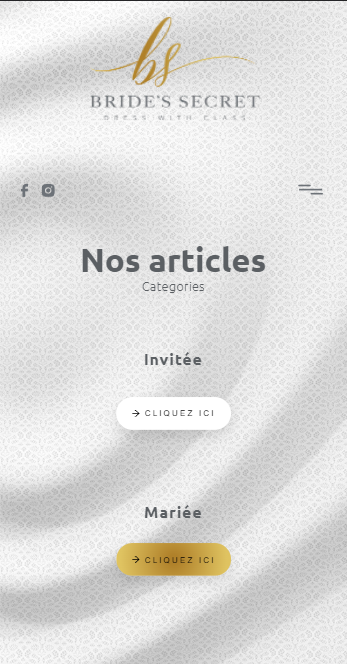 bs
BRIDE'S SECRET
DRESS WITH CLASS
Nos articles
Categories
Invitée
→ CLIQUEZ ICI
Mariée
→ CLIQUEZ ICI